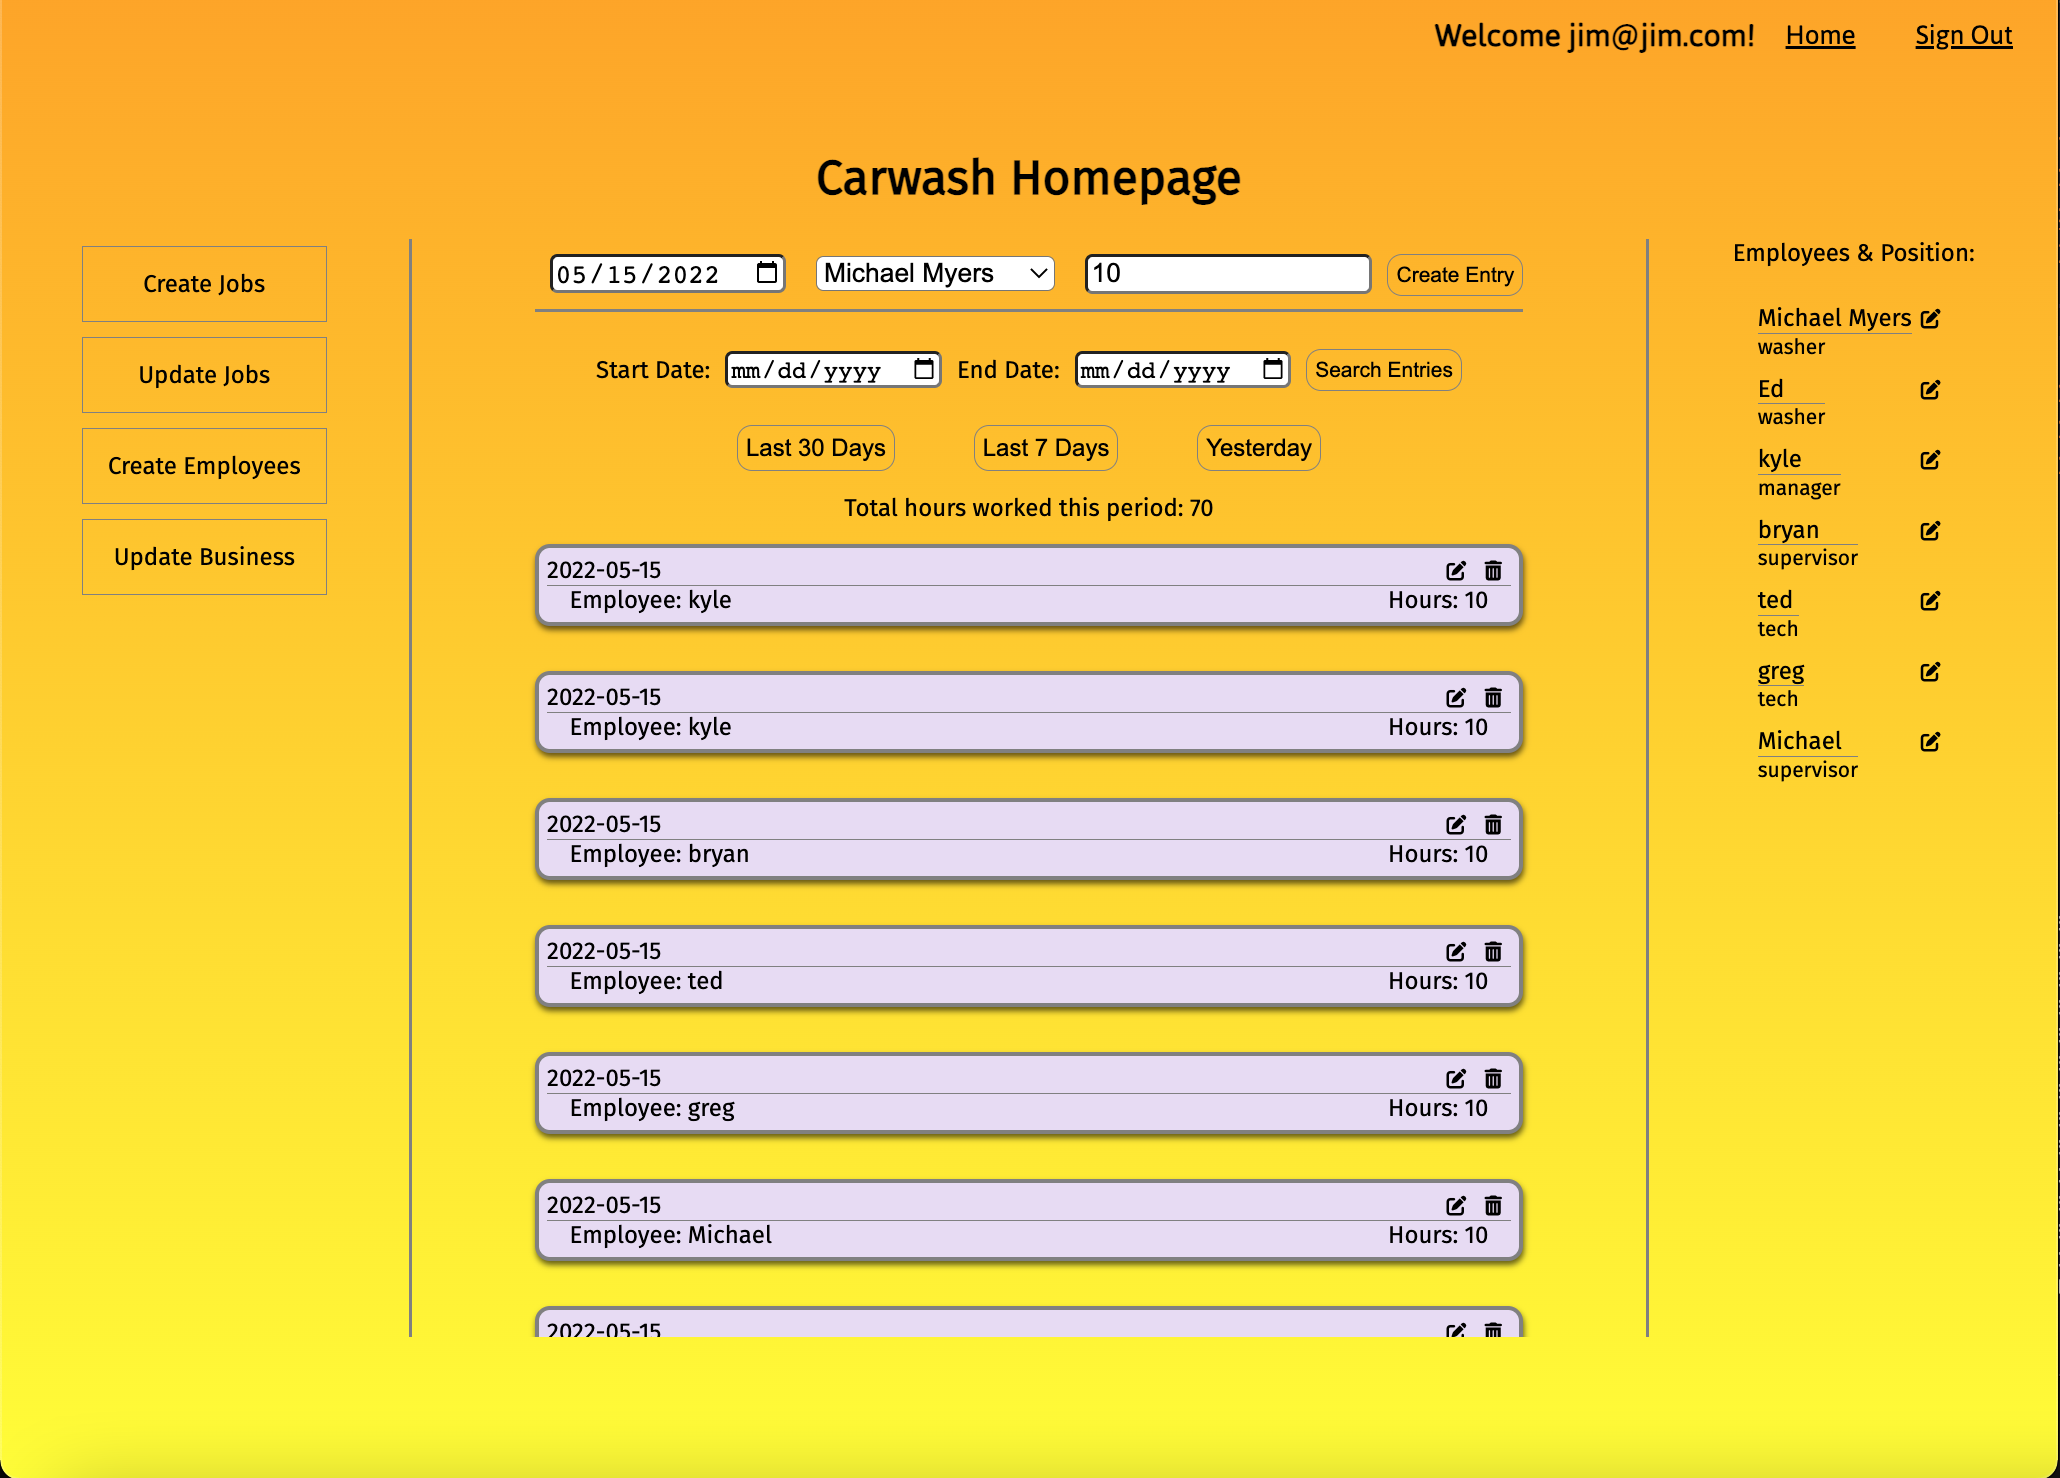 Welcome jim@jim.com! Home Sign Out
Carwash Homepage
Create Jobs
Update Jobs
Create Employees
Update Business
05/15/2022 Michael Myers 10 Create Entry
Start Date: mm/dd/yyyy End Date: mm/dd/yyyy Search Entries
Last 30 Days Last 7 Days Yesterday
Total hours worked this period: 70
2022-05-15
Employee: kyle Hours: 10
2022-05-15
Employee: kyle Hours: 10
2022-05-15
Employee: bryan Hours: 10
2022-05-15
Employee: ted Hours: 10
2022-05-15
Employee: greg Hours: 10
2022-05-15
Employee: Michael Hours: 10
2022-05-15
Employees & Position:
Michael Myers
washer
Ed
washer
kyle
manager
bryan
supervisor
ted
tech
greg
tech
Michael
supervisor